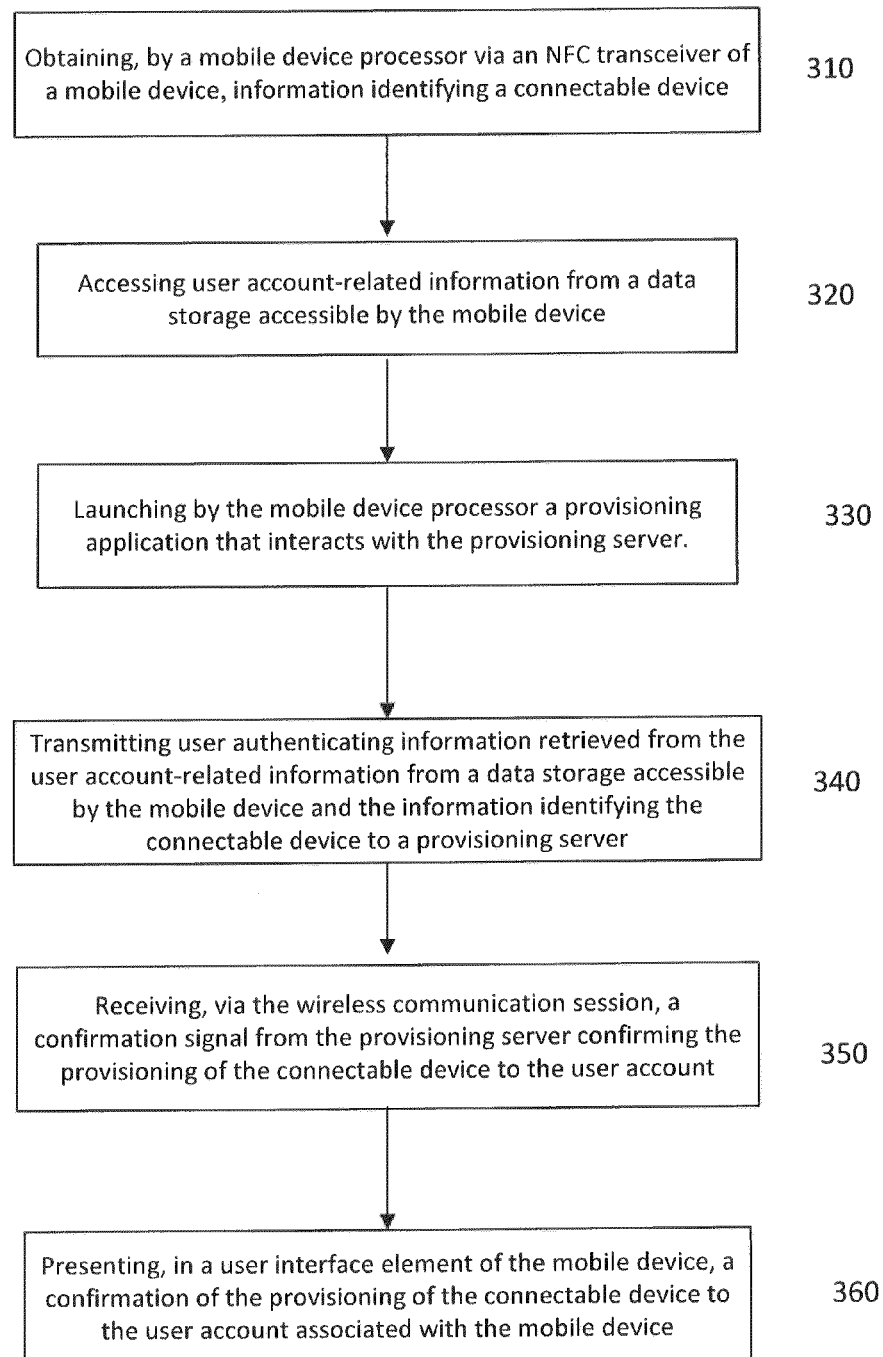 Obtaining, by a mobile device processor via an NFC transceiver of
a mobile device, information identifying a connectable device
310
Accessing user account-related information from a data
storage accessible by the mobile device
320
Launching by the mobile device processor a provisioning
application that interacts with the provisioning server.
330
Transmitting user authenticating information retrieved from the
user account-related information from a data storage accessible
by the mobile device and the information identifying the
connectable device to a provisioning server
340
Receiving, via the wireless communication session, a
confirmation signal from the provisioning server confirming the
provisioning of the connectable device to the user account
350
Presenting, in a user interface element of the mobile device, a
confirmation of the provisioning of the connectable device to
the user account associated with the mobile device
360